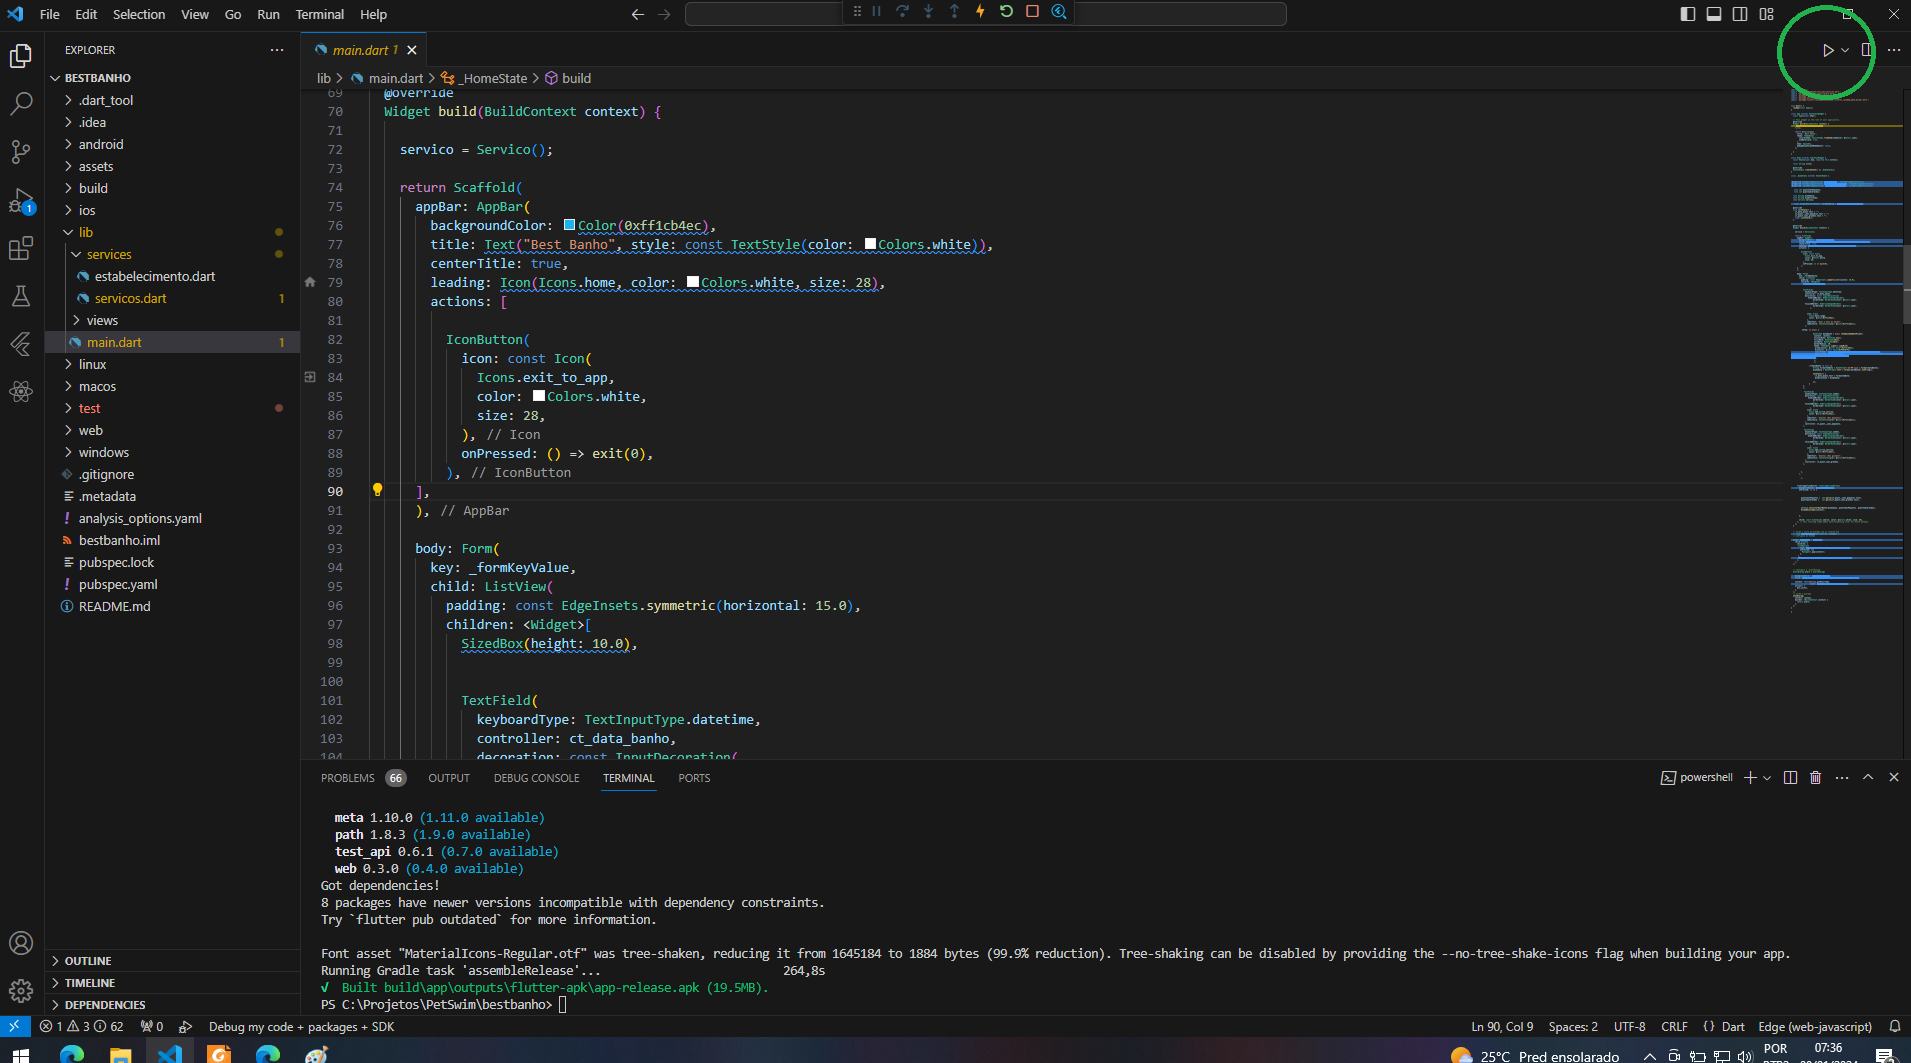 File Edit Selection View Go Run Terminal Help
EXPLORER
BESTBANHO
.dart_tool
.idea
android
assets
build
ios
lib
services
estabelecimento.dart
servicos.dart 1
views
main.dart 1
linux
macos
test
web
windows
.gitignore
.metadata
analysis_options.yaml
bestbanho.iml
pubspec.lock
pubspec.yaml
README.md
OUTLINE
TIMELINE
DEPENDENCIES
1
main.dart 1
lib > main.dart > _HomeState > build
69 @override
70 Widget build(BuildContext context) {
71
72 servico = Servico();
73
74 return Scaffold(
75 appBar: AppBar(
76 backgroundColor: Color(0xff1cb4ec),
77 title: Text("Best Banho", style: const TextStyle(color: Colors.white)),
78 centerTitle: true,
79 leading: Icon(Icons.home, color: Colors.white, size: 28),
80 actions: [
81
82 IconButton(
83 icon: const Icon(
84 Icons.exit_to_app,
85 color: Colors.white,
86 size: 28,
87 ), // Icon
88 onPressed: () => exit(0),
89 ), // IconButton
90 ],
91 ), // AppBar
92
93 body: Form(
94 key: _formKeyValue,
95 child: ListView(
96 padding: const EdgeInsets.symmetric(horizontal: 15.0),
97 children: <Widget>[
98 SizedBox(height: 10.0),
99
100
101 TextField(
102 keyboardType: TextInputType.datetime,
103 controller: ct_data_banho,
104 decoration: const InputDecoration(
PROBLEMS 66 OUTPUT DEBUG CONSOLE TERMINAL PORTS
powershell
meta 1.10.0 (1.11.0 available)
path 1.8.3 (1.9.0 available)
test_api 0.6.1 (0.7.0 available)
web 0.3.0 (0.4.0 available)
Got dependencies!
8 packages have newer versions incompatible with dependency constraints.
Try `flutter pub outdated` for more information.
Font asset "MaterialIcons-Regular.otf" was tree-shaken, reducing it from 1645184 to 1884 bytes (99.9% reduction). Tree-shaking can be disabled by providing the --no-tree-shake-icons flag when building your app.
Running Gradle task 'assembleRelease'... 264,8s
√ Built build\app\outputs\flutter-apk\app-release.apk (19.5MB).
PS C:\Projetos\PetSwim\bestbanho>
1 3 62 0 Debug my code + packages + SDK
Ln 90, Col 9 Spaces: 2 UTF-8 CRLF {} Dart Edge (web-javascript)
25°C Pred ensolarado
POR
07:36